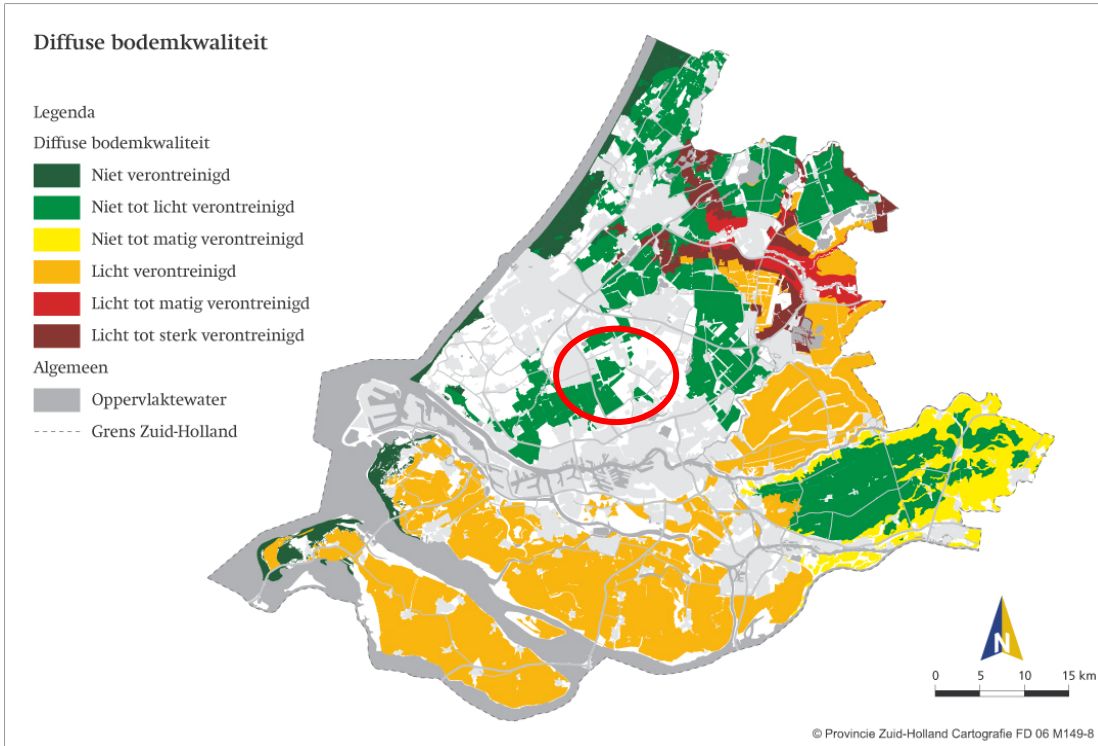 Diffuse bodemkwaliteit
Legenda
Diffuse bodemkwaliteit
Niet verontreinigd
Niet tot licht verontreinigd
Niet tot matig verontreinigd
Licht verontreinigd
Licht tot matig verontreinigd
Licht tot sterk verontreinigd
Algemeen
Oppervlaktewater
Grens Zuid-Holland
N
0 5 10 15 km
© Provincie Zuid-Holland Cartografie FD 06 M149-8